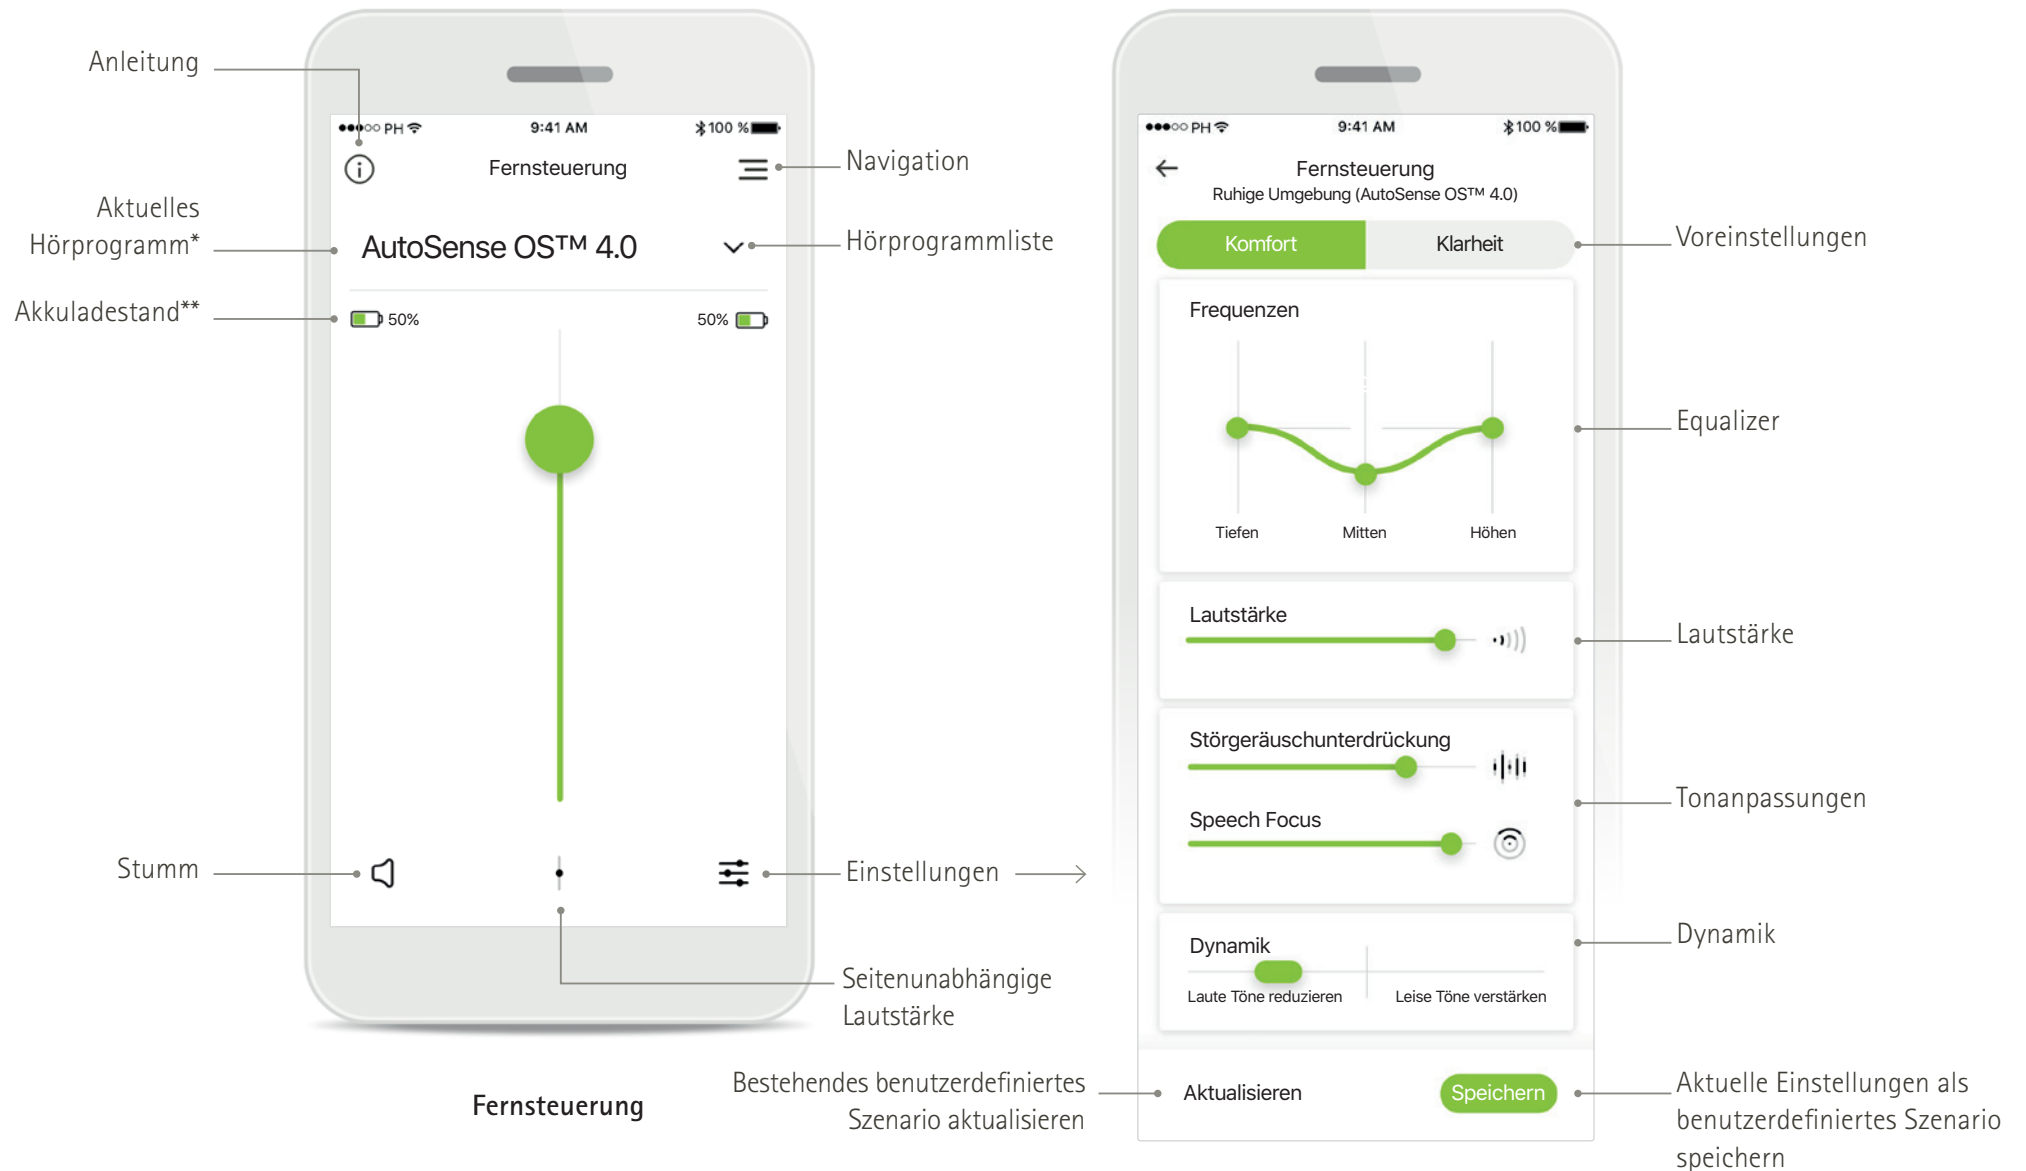 Anleitung
Aktuelles
Hörprogramm*
Akkuladestand**
Stumm
PH
9:41 AM
100 %
Fernsteuerung
AutoSense OS™ 4.0
50%
50%
Navigation
Hörprogrammliste
Einstellungen
Seitenunabhängige
Lautstärke
Fernsteuerung
PH
9:41 AM
100 %
Fernsteuerung
Ruhige Umgebung (AutoSense OS™ 4.0)
Komfort
Klarheit
Frequenzen
Tiefen
Mitten
Höhen
Lautstärke
Störgeräuschunterdrückung
Speech Focus
Dynamik
Laute Töne reduzieren
Leise Töne verstärken
Aktualisieren
Speichern
Bestehendes benutzerdefiniertes
Szenario aktualisieren
Voreinstellungen
Equalizer
Lautstärke
Tonanpassungen
Dynamik
Aktuelle Einstellungen als
benutzerdefiniertes Szenario
speichern